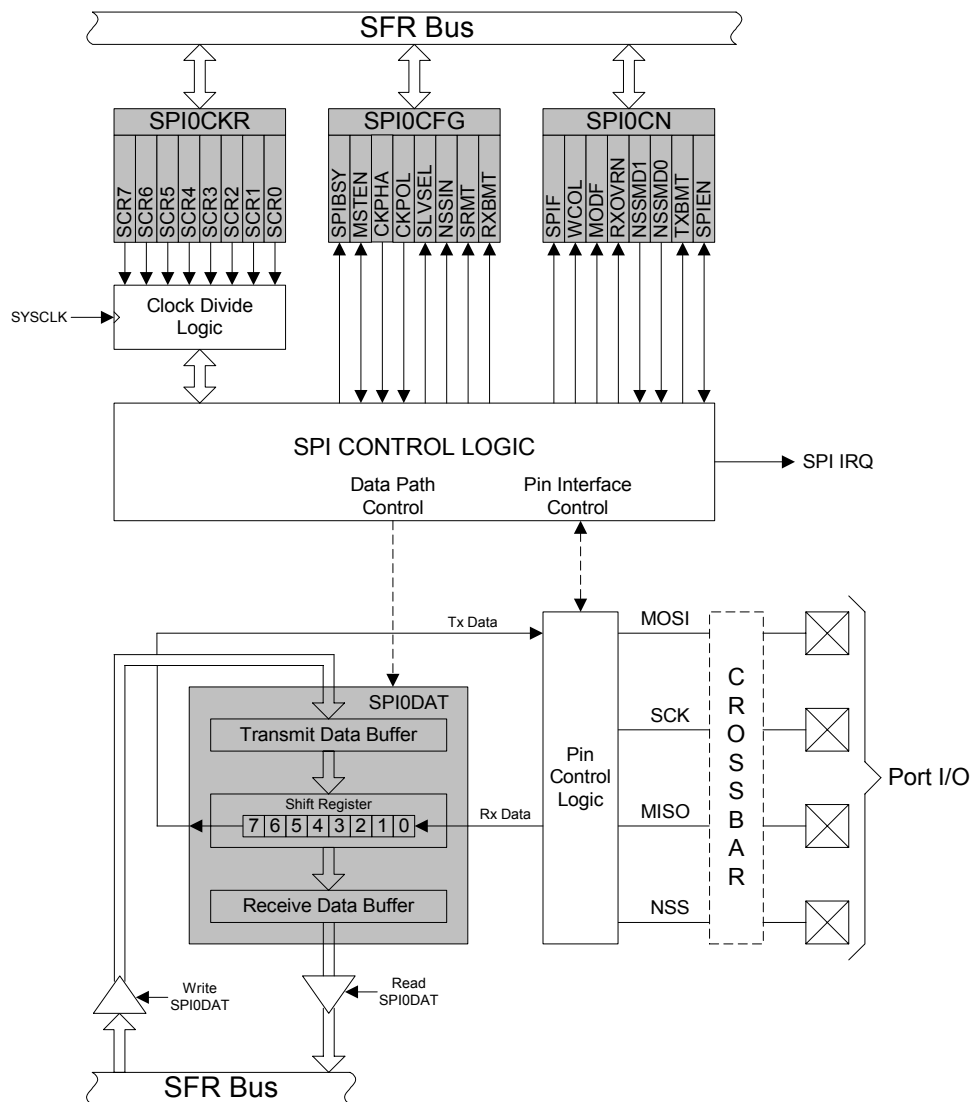 SFR Bus
SPI0CKR
SCR7
SCR6
SCR5
SCR4
SCR3
SCR2
SCR1
SCR0
SPI0CFG
SPIBSY
MSTEN
CKPHA
CKPOL
SLVSEL
NSSIN
SRMT
RXBMT
SPI0CN
SPIF
WCOL
MODF
RXOVRN
NSSMD1
NSSMD0
TXBMT
SPIEN
SYSCLK
Clock Divide
Logic
SPI CONTROL LOGIC
Data Path
Control
Pin Interface
Control
SPI IRQ
Tx Data
SPI0DAT
Transmit Data Buffer
Shift Register
7 6 5 4 3 2 1 0
Rx Data
Receive Data Buffer
Pin
Control
Logic
MOSI
SCK
MISO
NSS
CROSSBAR
Port I/O
Write
SPI0DAT
Read
SPI0DAT
SFR Bus